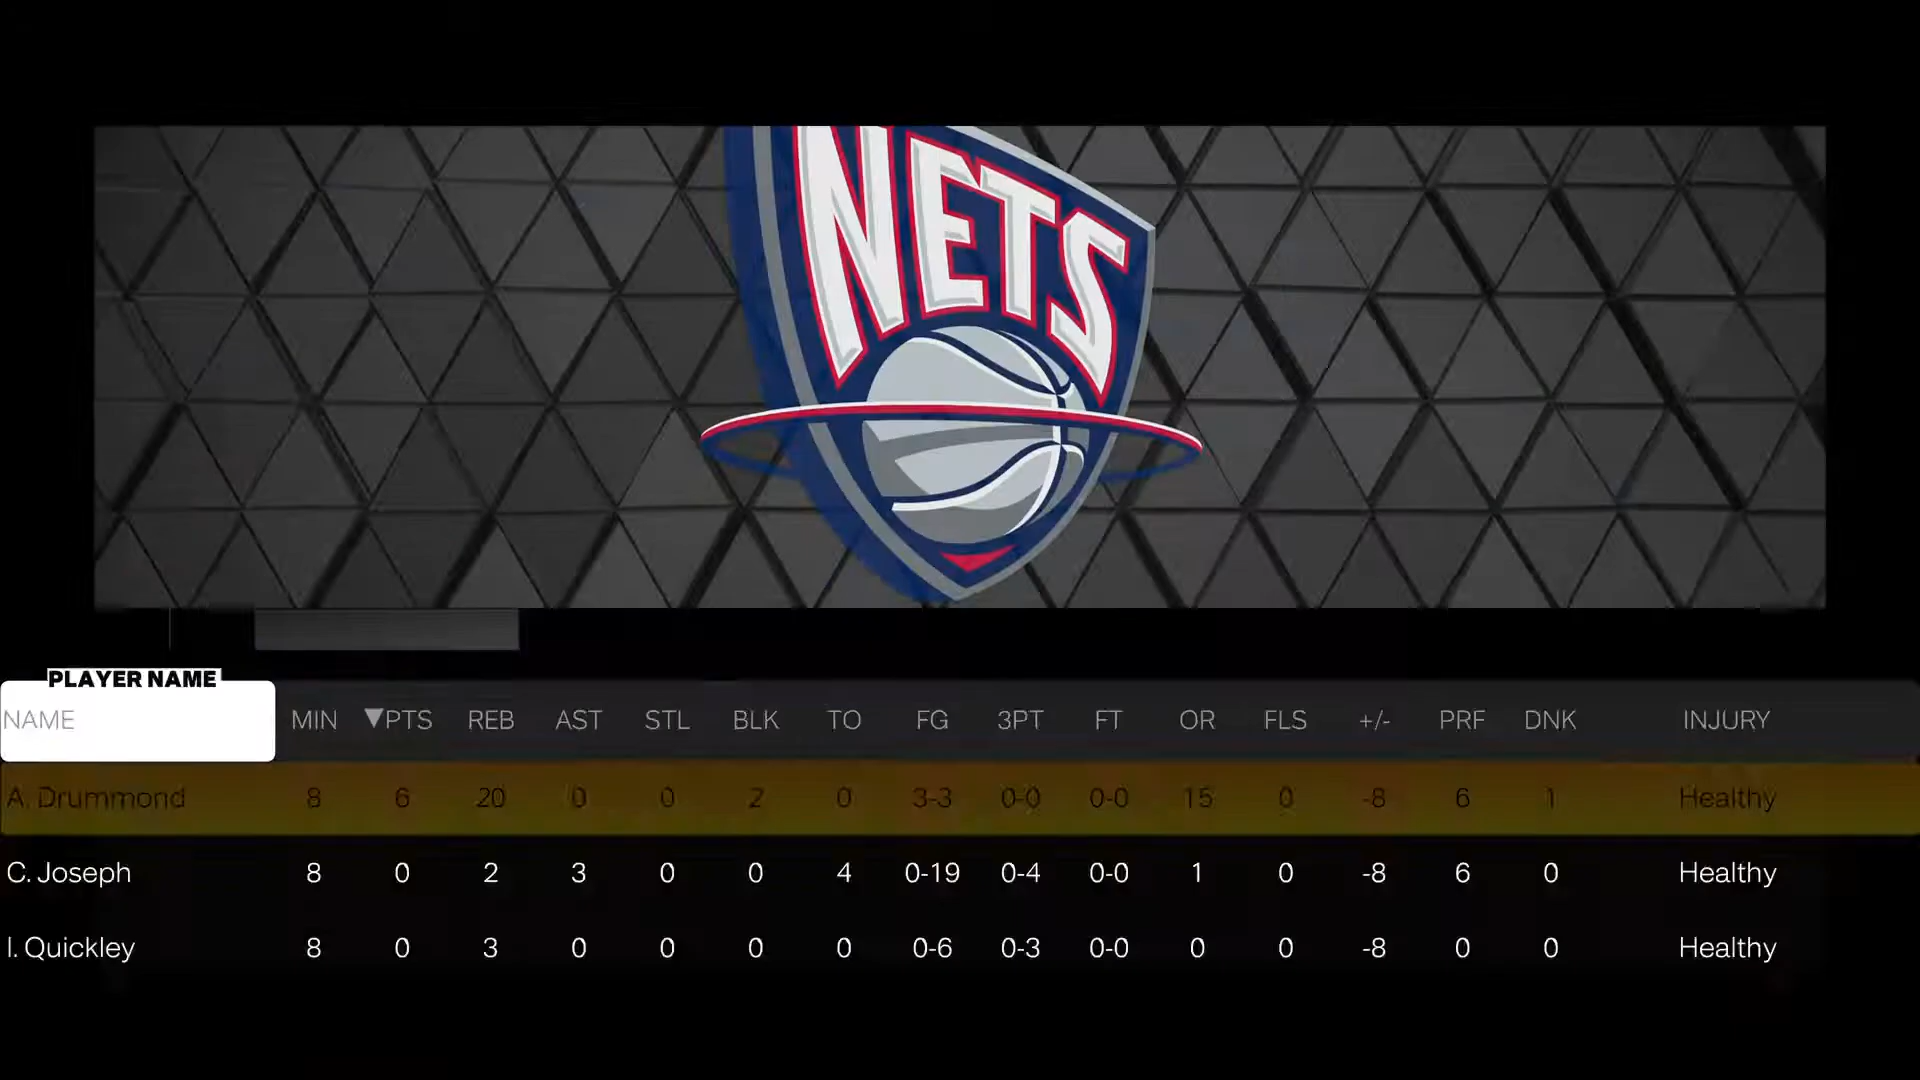 NETS
PLAYER NAME
NAME MIN ▼PTS REB AST STL BLK TO FG 3PT FT OR FLS +/- PRF DNK INJURY
A. Drummond 8 6 20 0 0 2 0 3-3 0-0 0-0 15 0 -8 6 1 Healthy
C. Joseph 8 0 2 3 0 0 4 0-19 0-4 0-0 1 0 -8 6 0 Healthy
I. Quickley 8 0 3 0 0 0 0 0-6 0-3 0-0 0 0 -8 0 0 Healthy